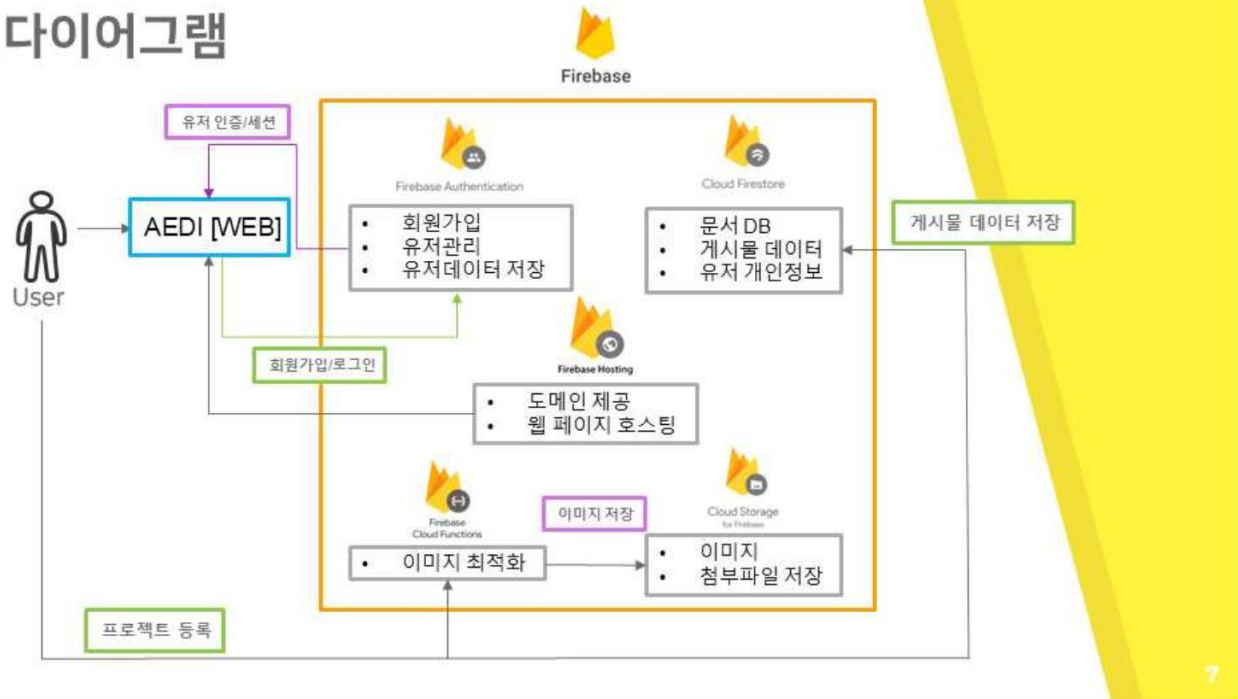 다이어그램
Firebase
유저 인증/세션
Firebase Authentication
• 회원가입
• 유저관리
• 유저데이터 저장
Cloud Firestore
• 문서 DB
• 게시물 데이터
• 유저 개인정보
게시물 데이터 저장
AEDI [WEB]
User
회원가입/로그인
Firebase Hosting
• 도메인 제공
• 웹 페이지 호스팅
Firebase
Cloud Functions
• 이미지 최적화
이미지 저장
Cloud Storage
for Firebase
• 이미지
• 첨부파일 저장
프로젝트 등록
7